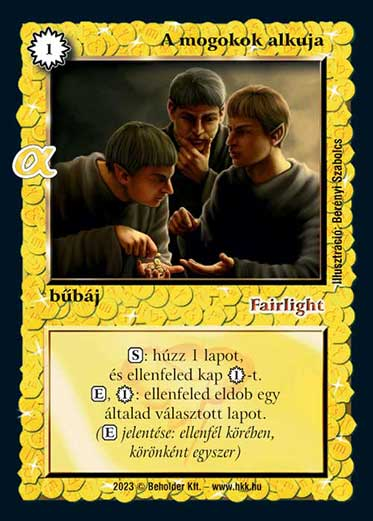 A mogokok alkuja
1
α
Illusztráció: Berényi Szabolcs
bűbáj
Fairlight
S: húzz 1 lapot,
és ellenfeled kap 1-t.
E, 1: ellenfeled eldob egy
általad választott lapot.
(E jelentése: ellenfél körében,
körönként egyszer)
2023 © Beholder Kft. – www.hkk.hu